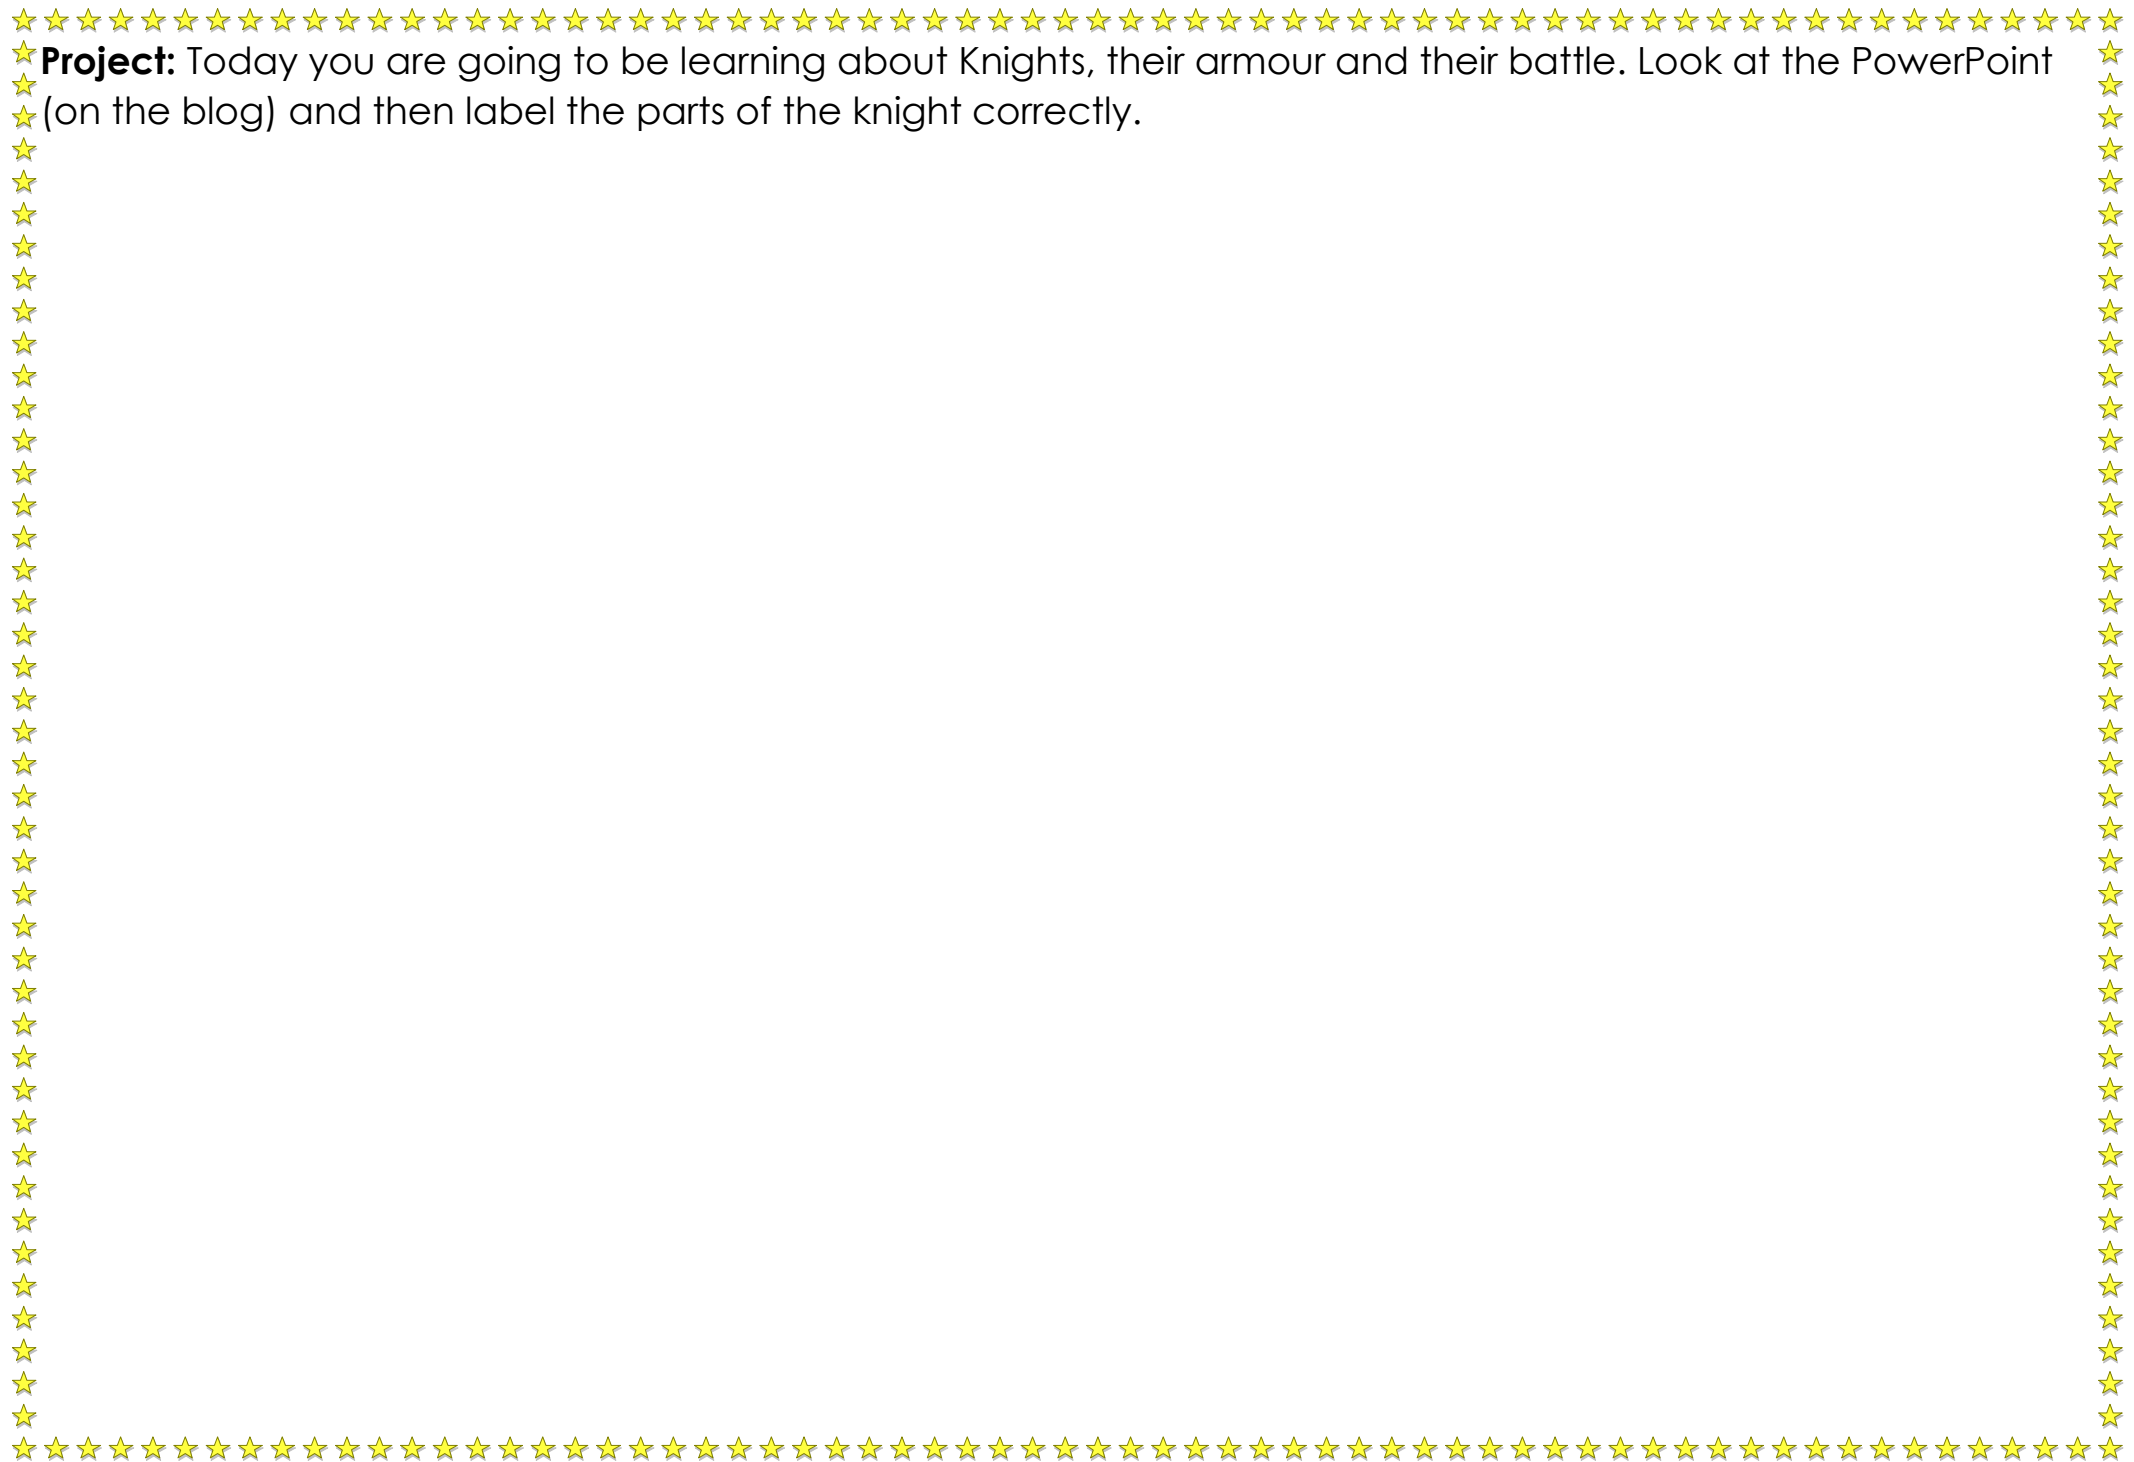 Project: Today you are going to be learning about Knights, their armour and their battle. Look at the PowerPoint
(on the blog) and then label the parts of the knight correctly.